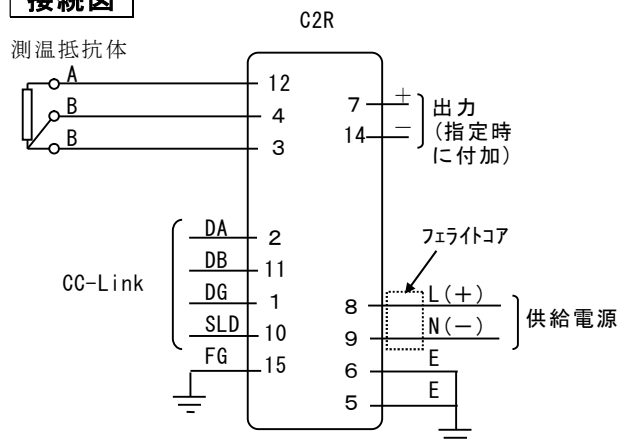 接続図
C2R
測温抵抗体
A 12
B 4
B 3
7 +
14 −
出力
(指定時
に付加)
CC-Link
DA 2
DB 11
DG 1
SLD 10
FG 15
フェライトコア
8 L(+)
9 N(−)
供給電源
6 E
5 E